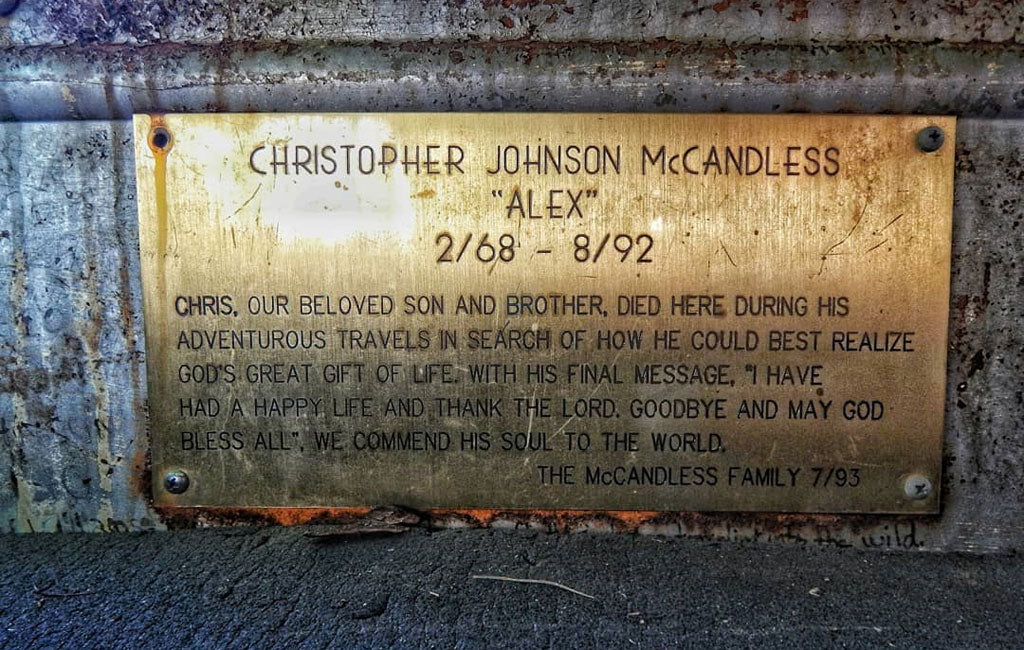 CHRISTOPHER JOHNSON McCANDLESS
"ALEX"
2/68 - 8/92
CHRIS, OUR BELOVED SON AND BROTHER, DIED HERE DURING HIS
ADVENTUROUS TRAVELS IN SEARCH OF HOW HE COULD BEST REALIZE
GOD'S GREAT GIFT OF LIFE. WITH HIS FINAL MESSAGE, "I HAVE
HAD A HAPPY LIFE AND THANK THE LORD. GOODBYE AND MAY GOD
BLESS ALL", WE COMMEND HIS SOUL TO THE WORLD.
THE McCANDLESS FAMILY 7/93
the wild.